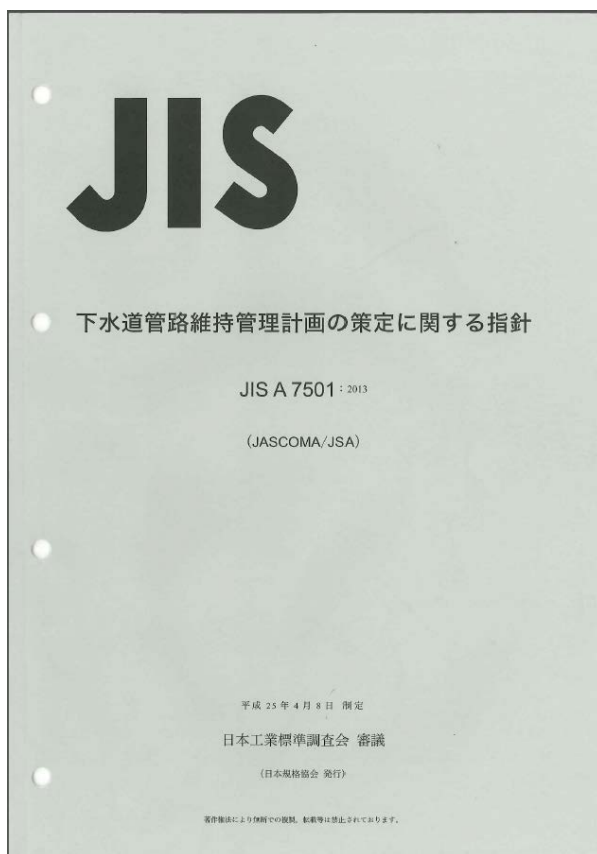 JIS
下水道管路維持管理計画の策定に関する指針
JIS A 7501：2013
(JASCOMA/JSA)
平成 25 年 4 月 8 日 制定
日本工業標準調査会 審議
(日本規格協会 発行)
著作権法により無断での複製，転載等は禁止されております。